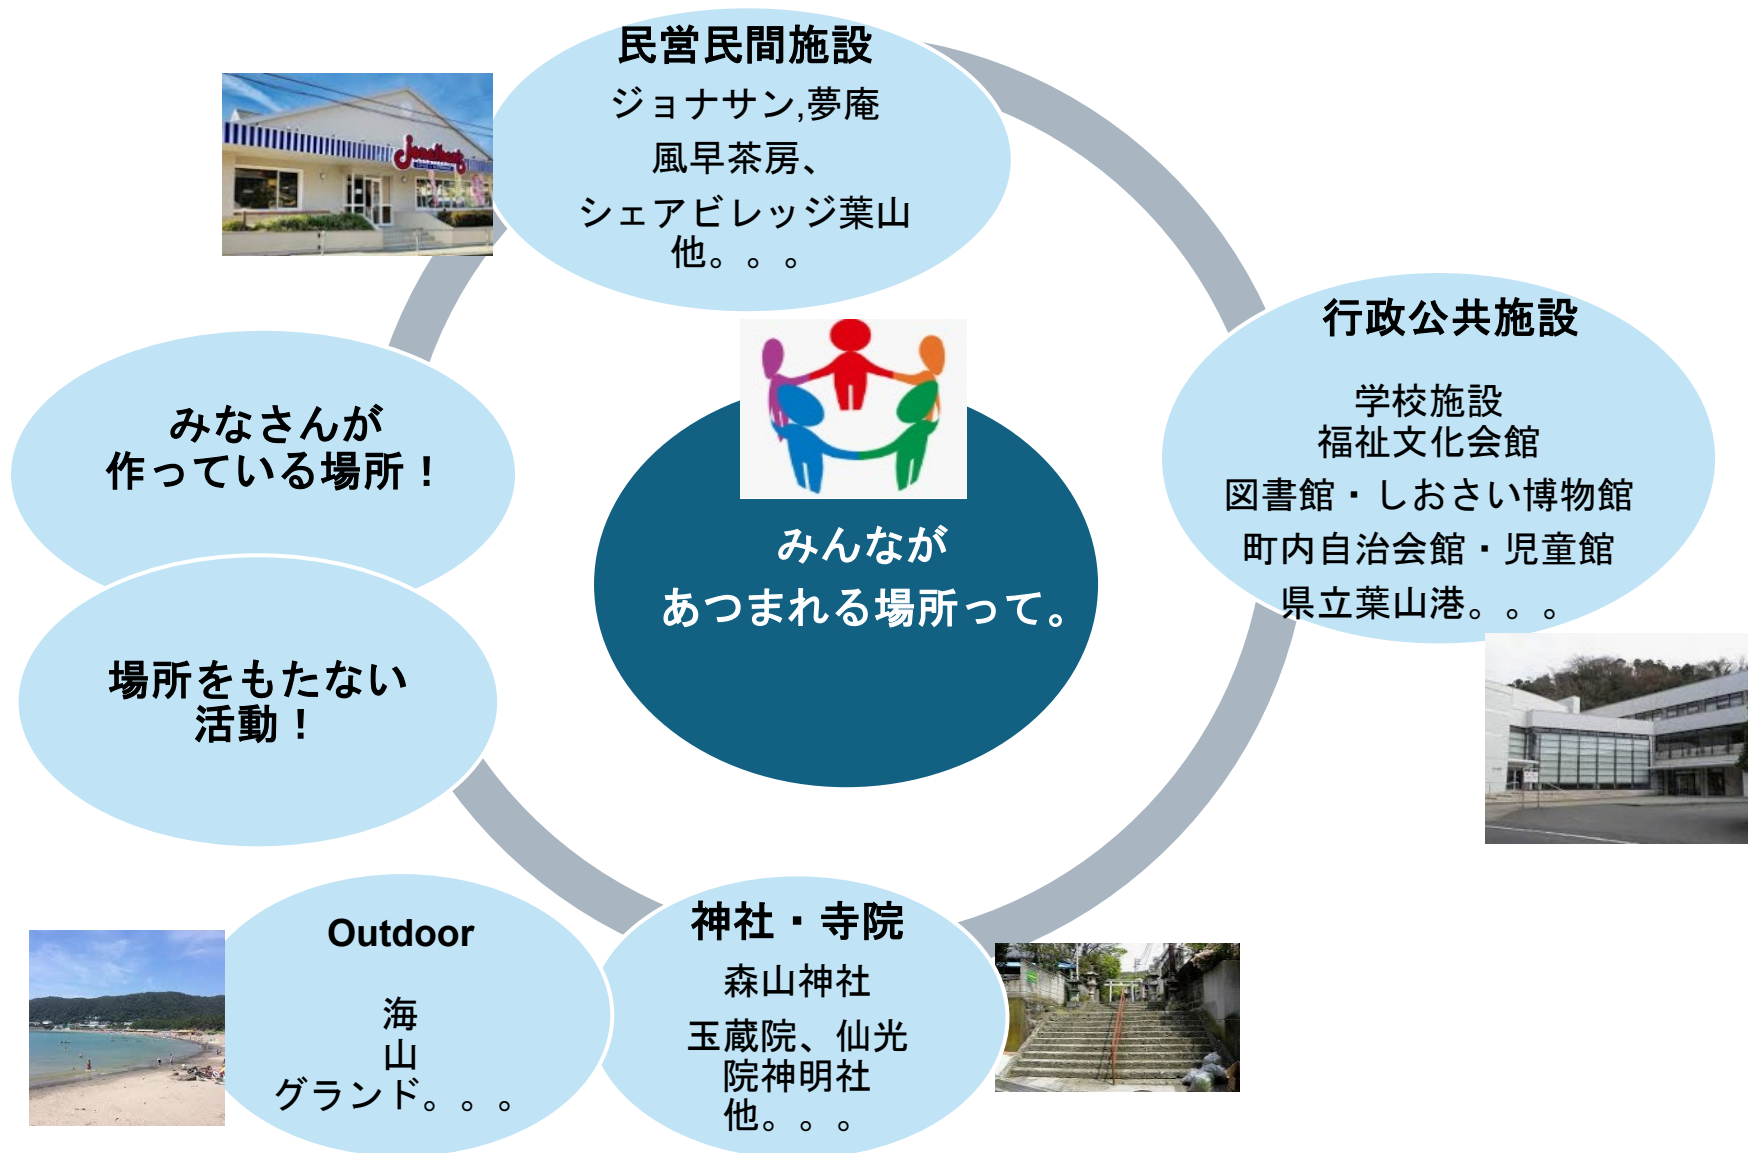 民営民間施設
ジョナサン,夢庵
風早茶房、
シェアビレッジ葉山
他。。。
Jonathan's
行政公共施設
学校施設
福祉文化会館
図書館・しおさい博物館
町内自治会館・児童館
県立葉山港。。。
みなさんが
作っている場所！
みんなが
あつまれる場所って。
場所をもたない
活動！
Outdoor
海
山
グランド。。。
神社・寺院
森山神社
玉蔵院、仙光
院神明社
他。。。